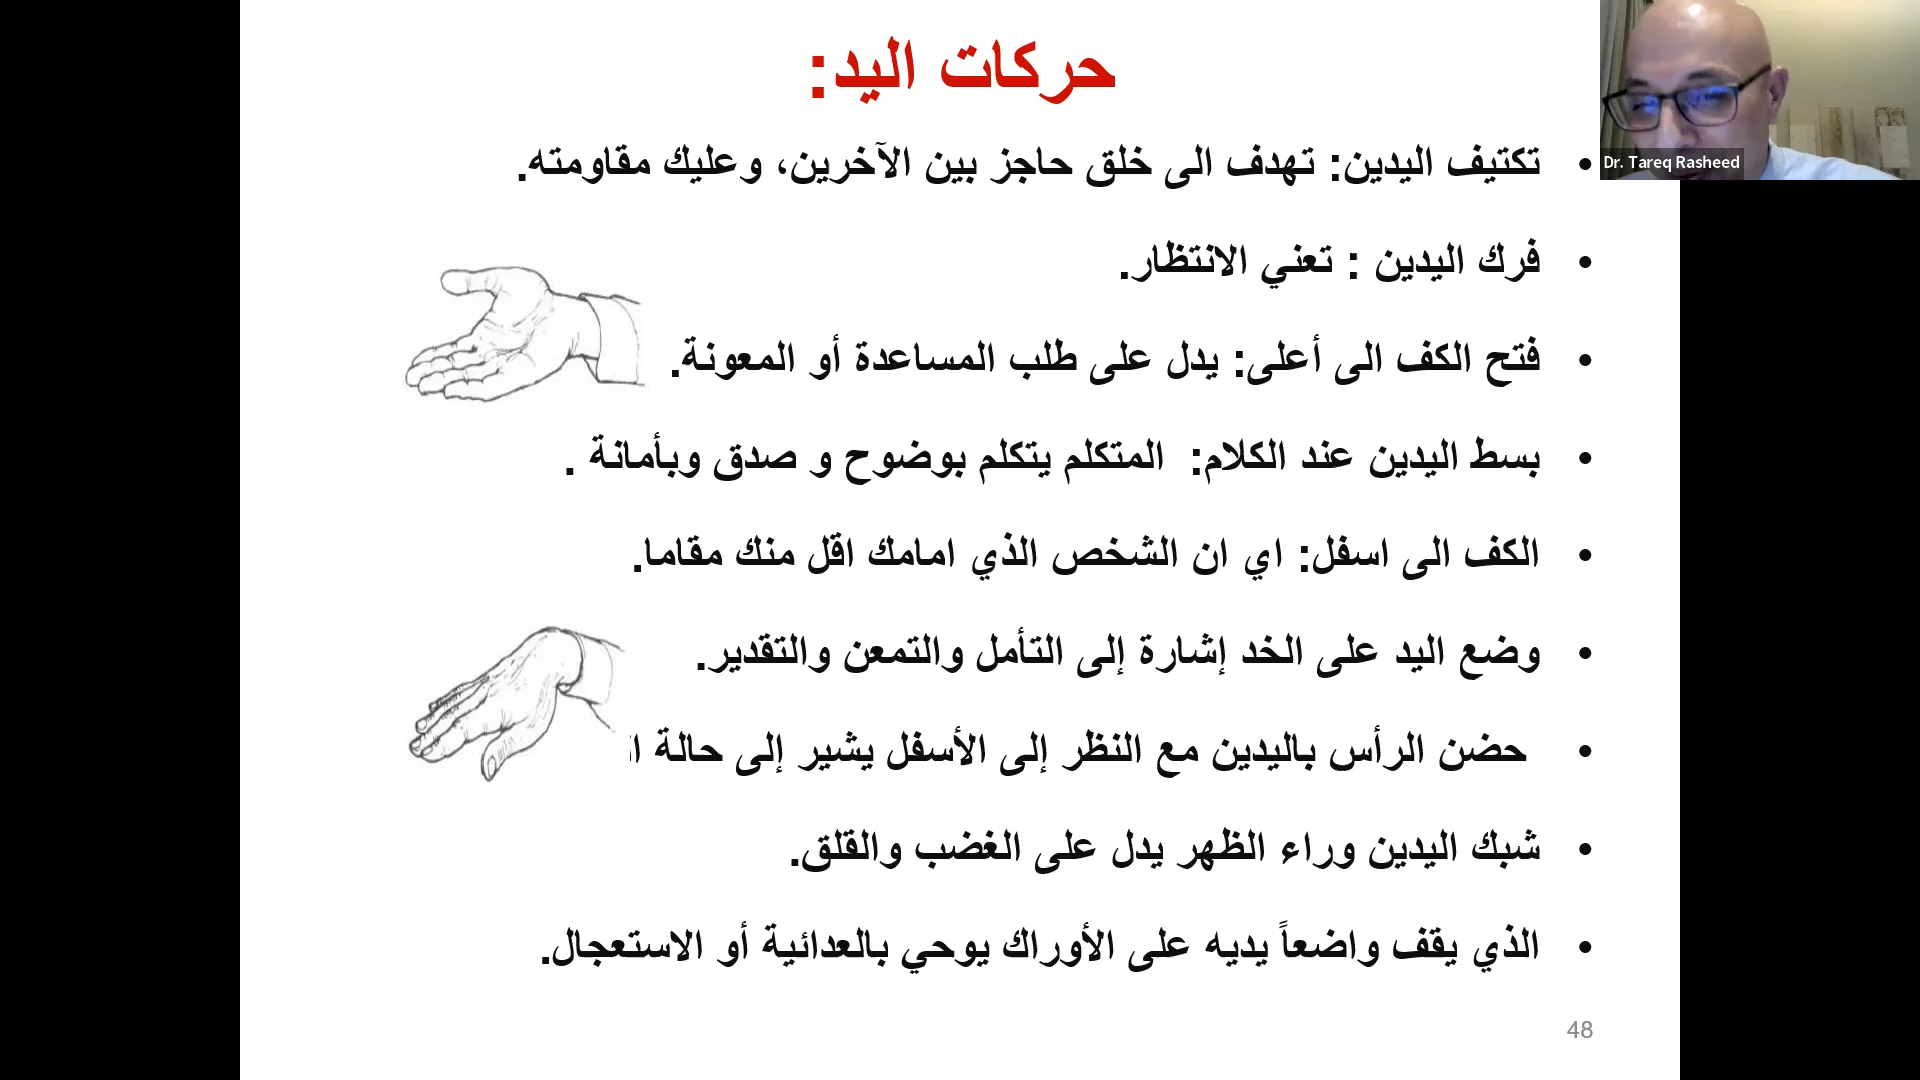 حركات اليد:
Dr. Tareq Rasheed
• تكتيف اليدين: تهدف الى خلق حاجز بين الآخرين، وعليك مقاومته.
• فرك اليدين : تعني الانتظار.
• فتح الكف الى أعلى: يدل على طلب المساعدة أو المعونة.
• بسط اليدين عند الكلام: المتكلم يتكلم بوضوح و صدق وبأمانة .
• الكف الى اسفل: اي ان الشخص الذي امامك اقل منك مقاما.
• وضع اليد على الخد إشارة إلى التأمل والتمعن والتقدير.
• حضن الرأس باليدين مع النظر إلى الأسفل يشير إلى حالة
• شبك اليدين وراء الظهر يدل على الغضب والقلق.
• الذي يقف واضعاً يديه على الأوراك يوحي بالعدائية أو الاستعجال.
48